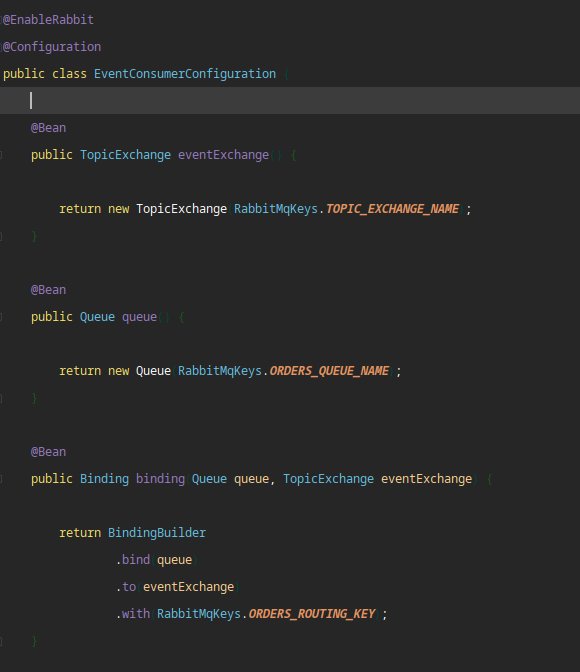 @EnableRabbit
@Configuration
public class EventConsumerConfiguration {
@Bean
public TopicExchange eventExchange() {
return new TopicExchange(RabbitMqKeys.TOPIC_EXCHANGE_NAME);
}
@Bean
public Queue queue() {
return new Queue(RabbitMqKeys.ORDERS_QUEUE_NAME);
}
@Bean
public Binding binding(Queue queue, TopicExchange eventExchange) {
return BindingBuilder
.bind(queue)
.to(eventExchange)
.with(RabbitMqKeys.ORDERS_ROUTING_KEY);
}